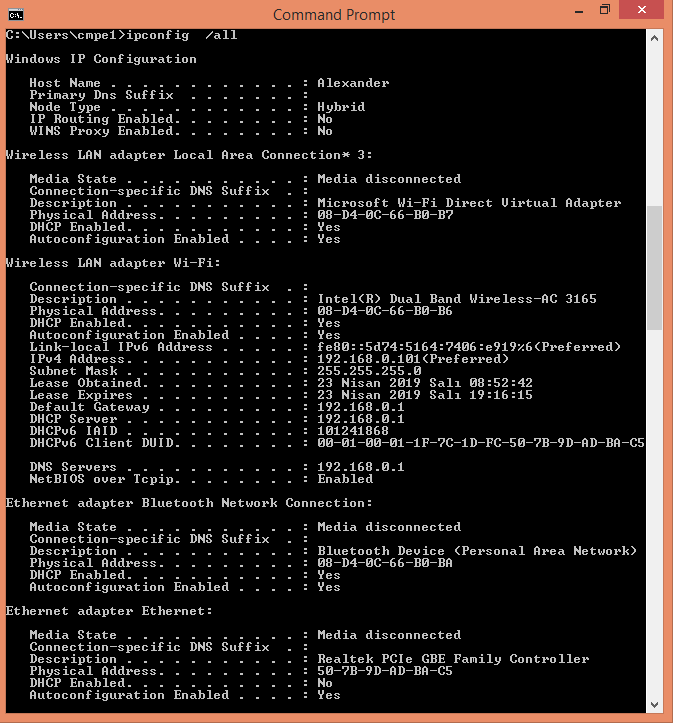 Command Prompt
C:\Users\cmpe1>ipconfig  /all
Windows IP Configuration
   Host Name . . . . . . . . . . . . : Alexander
   Primary Dns Suffix  . . . . . . . :
   Node Type . . . . . . . . . . . . : Hybrid
   IP Routing Enabled. . . . . . . . : No
   WINS Proxy Enabled. . . . . . . . : No
Wireless LAN adapter Local Area Connection* 3:
   Media State . . . . . . . . . . . : Media disconnected
   Connection-specific DNS Suffix  . :
   Description . . . . . . . . . . . : Microsoft Wi-Fi Direct Virtual Adapter
   Physical Address. . . . . . . . . : 08-D4-0C-66-B0-B7
   DHCP Enabled. . . . . . . . . . . : Yes
   Autoconfiguration Enabled . . . . : Yes
Wireless LAN adapter Wi-Fi:
   Connection-specific DNS Suffix  . :
   Description . . . . . . . . . . . : Intel(R) Dual Band Wireless-AC 3165
   Physical Address. . . . . . . . . : 08-D4-0C-66-B0-B6
   DHCP Enabled. . . . . . . . . . . : Yes
   Autoconfiguration Enabled . . . . : Yes
   Link-local IPv6 Address . . . . . : fe80::5d74:5164:7406:e919%6(Preferred)
   IPv4 Address. . . . . . . . . . . : 192.168.0.101(Preferred)
   Subnet Mask . . . . . . . . . . . : 255.255.255.0
   Lease Obtained. . . . . . . . . . : 23 Nisan 2019 Salı 08:52:42
   Lease Expires . . . . . . . . . . : 23 Nisan 2019 Salı 19:16:15
   Default Gateway . . . . . . . . . : 192.168.0.1
   DHCP Server . . . . . . . . . . . : 192.168.0.1
   DHCPv6 IAID . . . . . . . . . . . : 101241868
   DHCPv6 Client DUID. . . . . . . . : 00-01-00-01-1F-7C-1D-FC-50-7B-9D-AD-BA-C5
   DNS Servers . . . . . . . . . . . : 192.168.0.1
   NetBIOS over Tcpip. . . . . . . . : Enabled
Ethernet adapter Bluetooth Network Connection:
   Media State . . . . . . . . . . . : Media disconnected
   Connection-specific DNS Suffix  . :
   Description . . . . . . . . . . . : Bluetooth Device (Personal Area Network)
   Physical Address. . . . . . . . . : 08-D4-0C-66-B0-BA
   DHCP Enabled. . . . . . . . . . . : Yes
   Autoconfiguration Enabled . . . . : Yes
Ethernet adapter Ethernet:
   Media State . . . . . . . . . . . : Media disconnected
   Connection-specific DNS Suffix  . :
   Description . . . . . . . . . . . : Realtek PCIe GBE Family Controller
   Physical Address. . . . . . . . . : 50-7B-9D-AD-BA-C5
   DHCP Enabled. . . . . . . . . . . : No
   Autoconfiguration Enabled . . . . : Yes